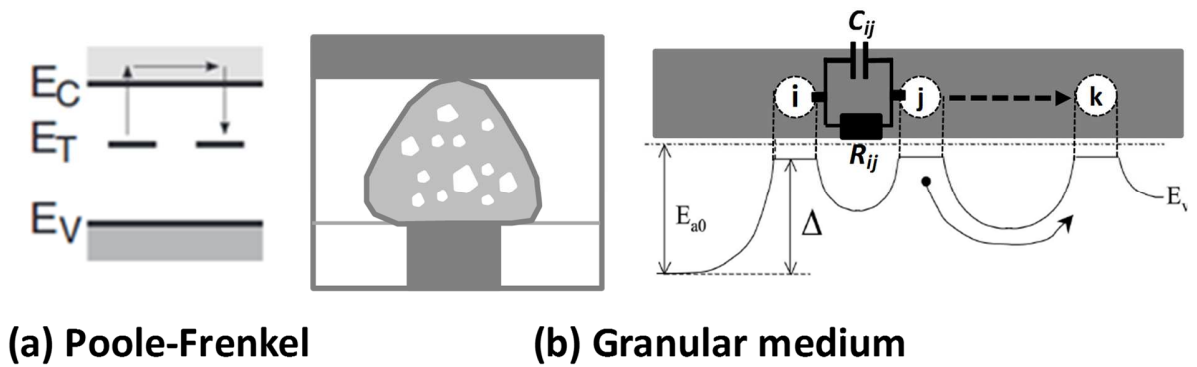 E_C
E_T
E_V
C_ij
i
j
k
R_ij
E_a0
Δ
E_v
(a) Poole-Frenkel
(b) Granular medium